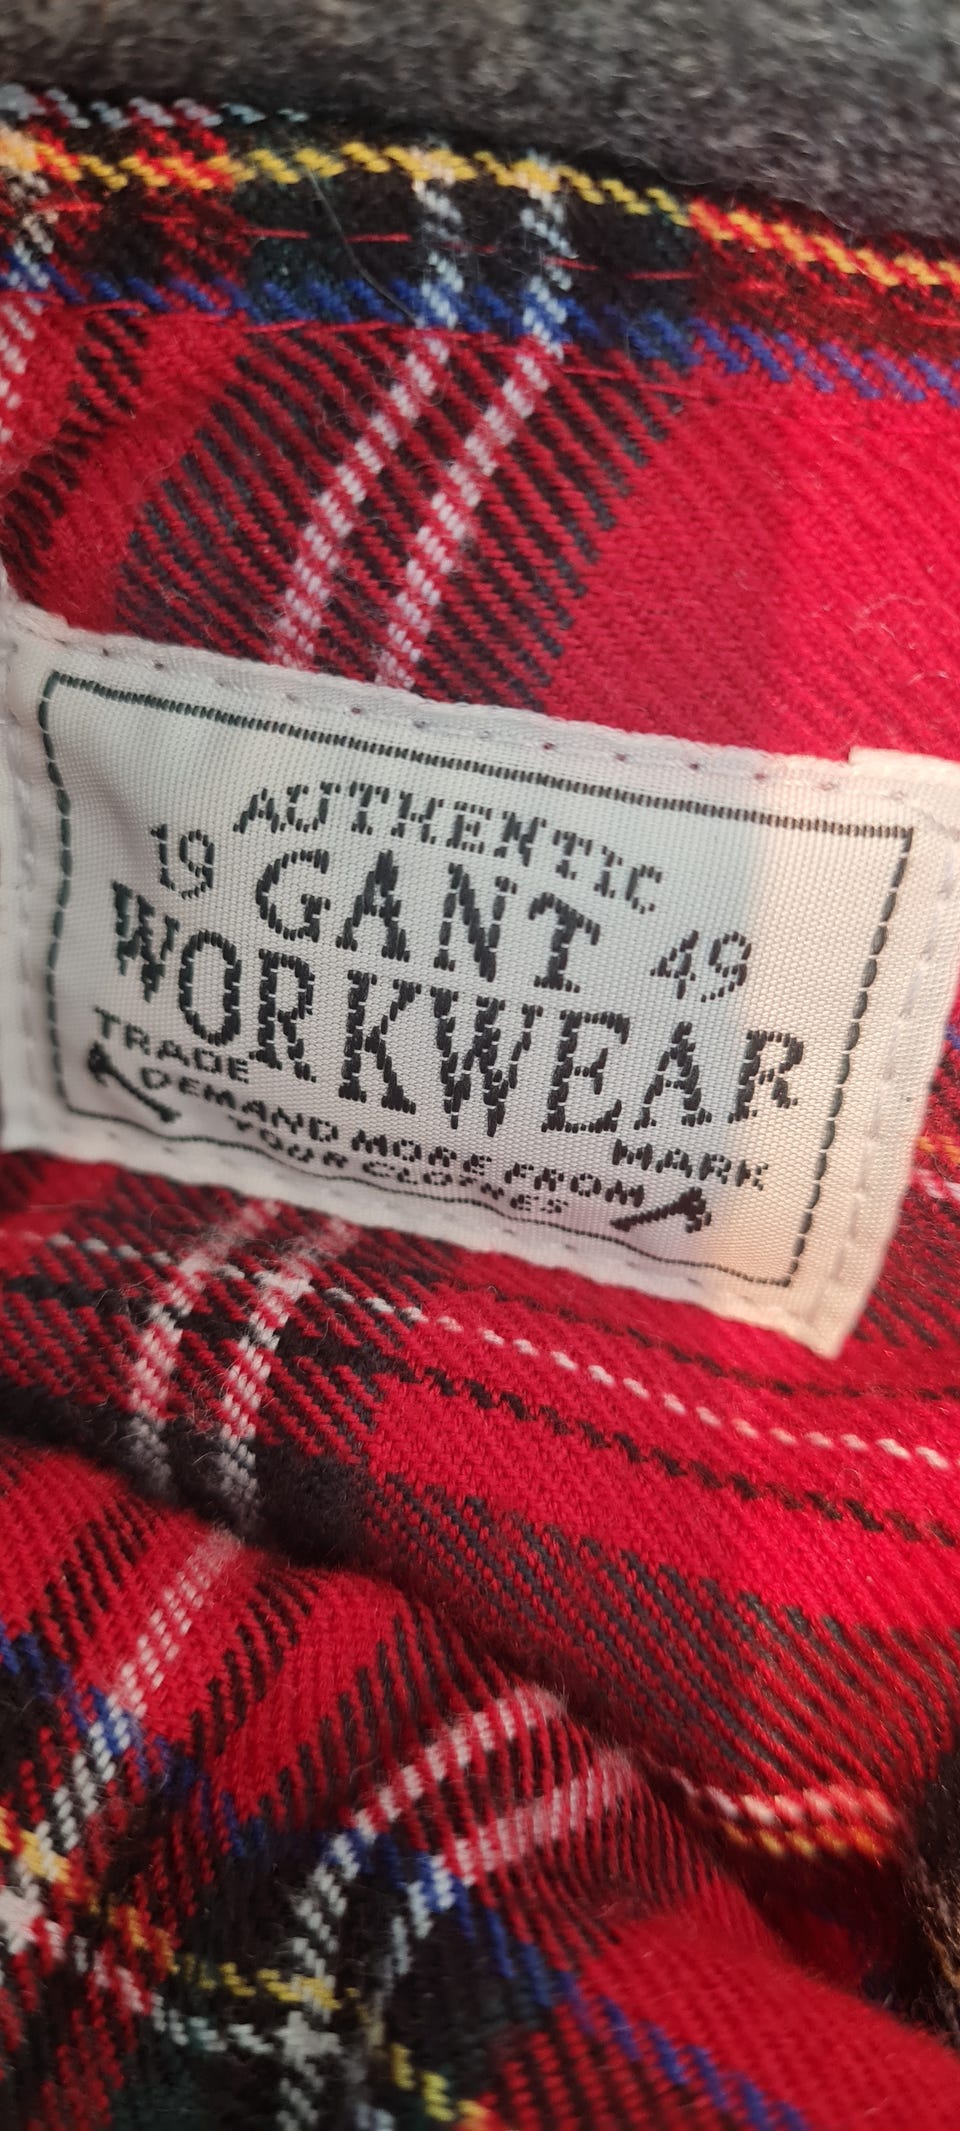 AUTHENTIC
19 GANT 49
WORKWEAR
TRADE MARK
DEMAND MORE FROM
YOUR CLOTHES